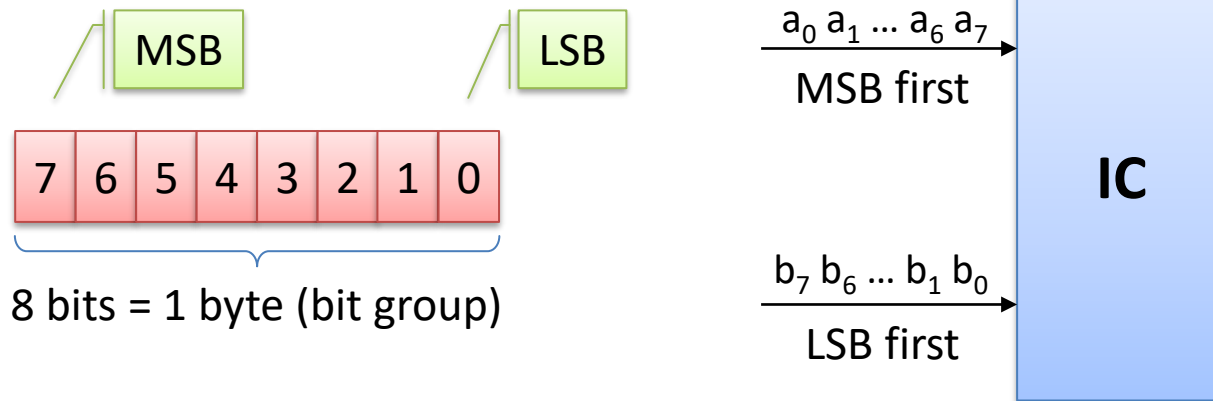 MSB
LSB
7 6 5 4 3 2 1 0
8 bits = 1 byte (bit group)
a₀ a₁ … a₆ a₇
MSB first
IC
b₇ b₆ … b₁ b₀
LSB first